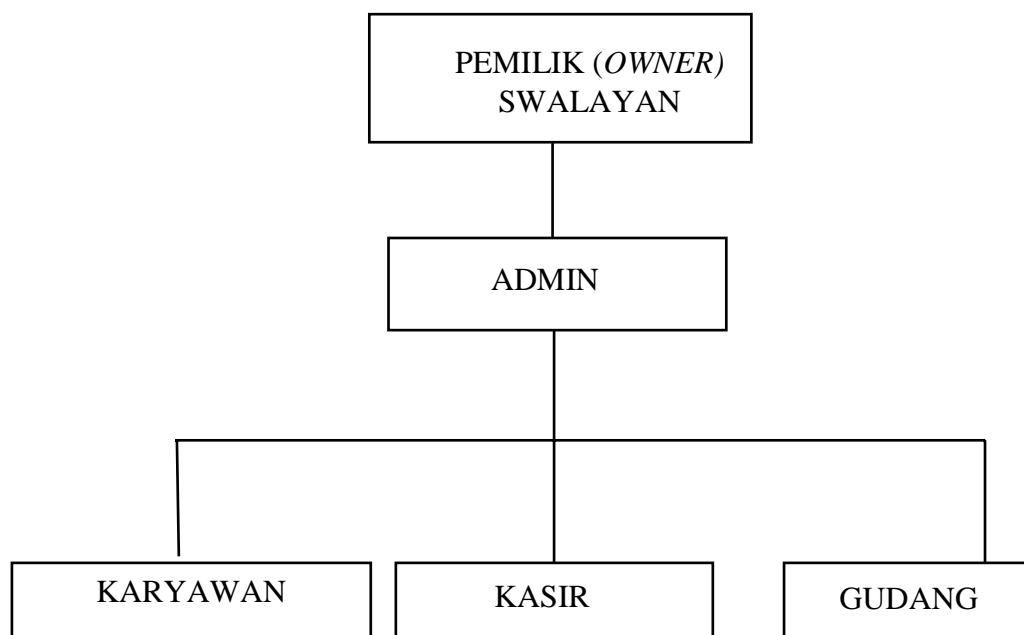 PEMILIK (OWNER)
SWALAYAN
ADMIN
KARYAWAN
KASIR
GUDANG